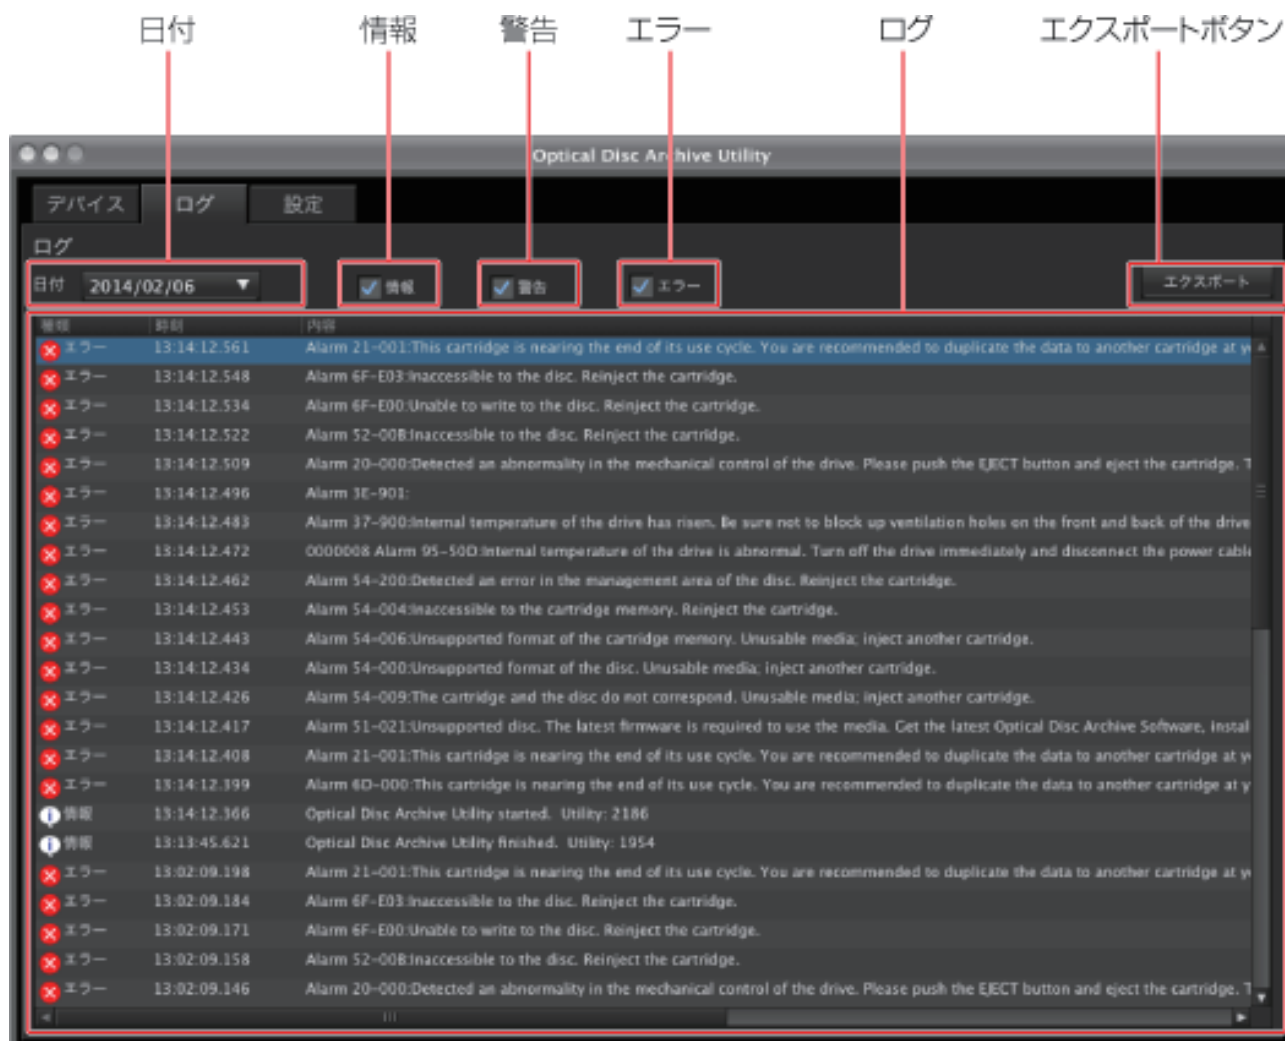 日付 情報 警告 エラー ログ エクスポートボタン
Optical Disc Archive Utility
デバイス ログ 設定
ログ
日付 2014/02/06 情報 警告 エラー エクスポート
種類 時刻 内容
エラー 13:14:12.561 Alarm 21-001:This cartridge is nearing the end of its use cycle. You are recommended to duplicate the data to another cartridge at y
エラー 13:14:12.548 Alarm 6F-E03:Inaccessible to the disc. Reinject the cartridge.
エラー 13:14:12.534 Alarm 6F-E00:Unable to write to the disc. Reinject the cartridge.
エラー 13:14:12.522 Alarm 52-00B:Inaccessible to the disc. Reinject the cartridge.
エラー 13:14:12.509 Alarm 20-000:Detected an abnormality in the mechanical control of the drive. Please push the EJECT button and eject the cartridge. T
エラー 13:14:12.496 Alarm 3E-901:
エラー 13:14:12.483 Alarm 37-900:Internal temperature of the drive has risen. Be sure not to block up ventilation holes on the front and back of the drive
エラー 13:14:12.472 0000008 Alarm 95-50D:Internal temperature of the drive is abnormal. Turn off the drive immediately and disconnect the power cable
エラー 13:14:12.462 Alarm 54-200:Detected an error in the management area of the disc. Reinject the cartridge.
エラー 13:14:12.453 Alarm 54-004:Inaccessible to the cartridge memory. Reinject the cartridge.
エラー 13:14:12.443 Alarm 54-006:Unsupported format of the cartridge memory. Unusable media; inject another cartridge.
エラー 13:14:12.434 Alarm 54-000:Unsupported format of the disc. Unusable media; inject another cartridge.
エラー 13:14:12.426 Alarm 54-009:The cartridge and the disc do not correspond. Unusable media; inject another cartridge.
エラー 13:14:12.417 Alarm 51-021:Unsupported disc. The latest firmware is required to use the media. Get the latest Optical Disc Archive Software, instal
エラー 13:14:12.408 Alarm 21-001:This cartridge is nearing the end of its use cycle. You are recommended to duplicate the data to another cartridge at y
エラー 13:14:12.399 Alarm 6D-000:This cartridge is nearing the end of its use cycle. You are recommended to duplicate the data to another cartridge at y
情報 13:14:12.366 Optical Disc Archive Utility started. Utility: 2186
情報 13:13:45.621 Optical Disc Archive Utility finished. Utility: 1954
エラー 13:02:09.198 Alarm 21-001:This cartridge is nearing the end of its use cycle. You are recommended to duplicate the data to another cartridge at y
エラー 13:02:09.184 Alarm 6F-E03:Inaccessible to the disc. Reinject the cartridge.
エラー 13:02:09.171 Alarm 6F-E00:Unable to write to the disc. Reinject the cartridge.
エラー 13:02:09.158 Alarm 52-00B:Inaccessible to the disc. Reinject the cartridge.
エラー 13:02:09.146 Alarm 20-000:Detected an abnormality in the mechanical control of the drive. Please push the EJECT button and eject the cartridge. T